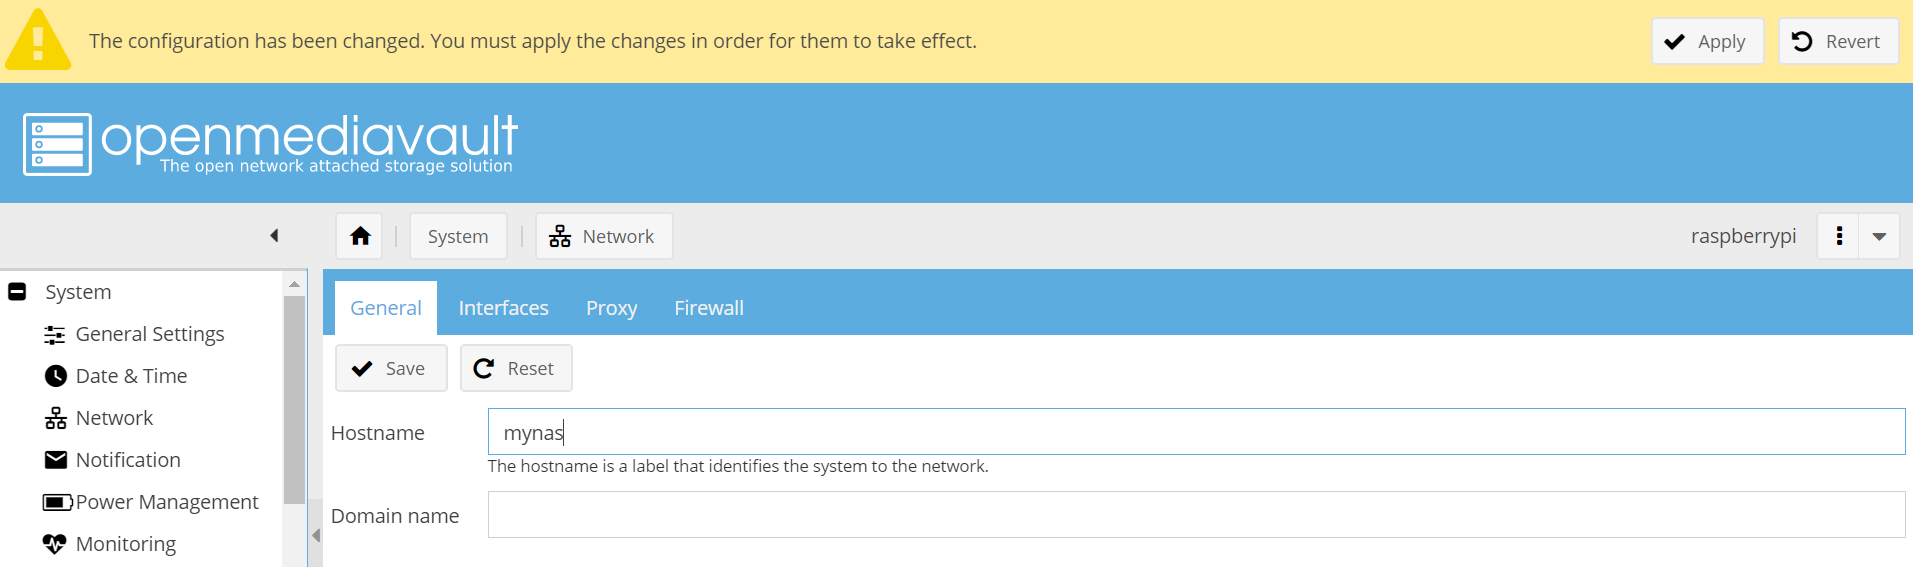 The configuration has been changed. You must apply the changes in order for them to take effect.
Apply
Revert
openmediavault
The open network attached storage solution
System
Network
raspberrypi
System
General Settings
Date & Time
Network
Notification
Power Management
Monitoring
General Interfaces Proxy Firewall
Save Reset
Hostname mynas
The hostname is a label that identifies the system to the network.
Domain name